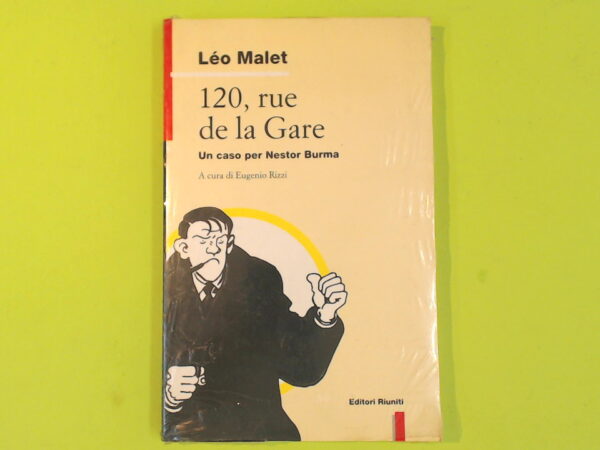 Léo Malet
120, rue
de la Gare
Un caso per Nestor Burma
A cura di Eugenio Rizzi
Editori Riuniti